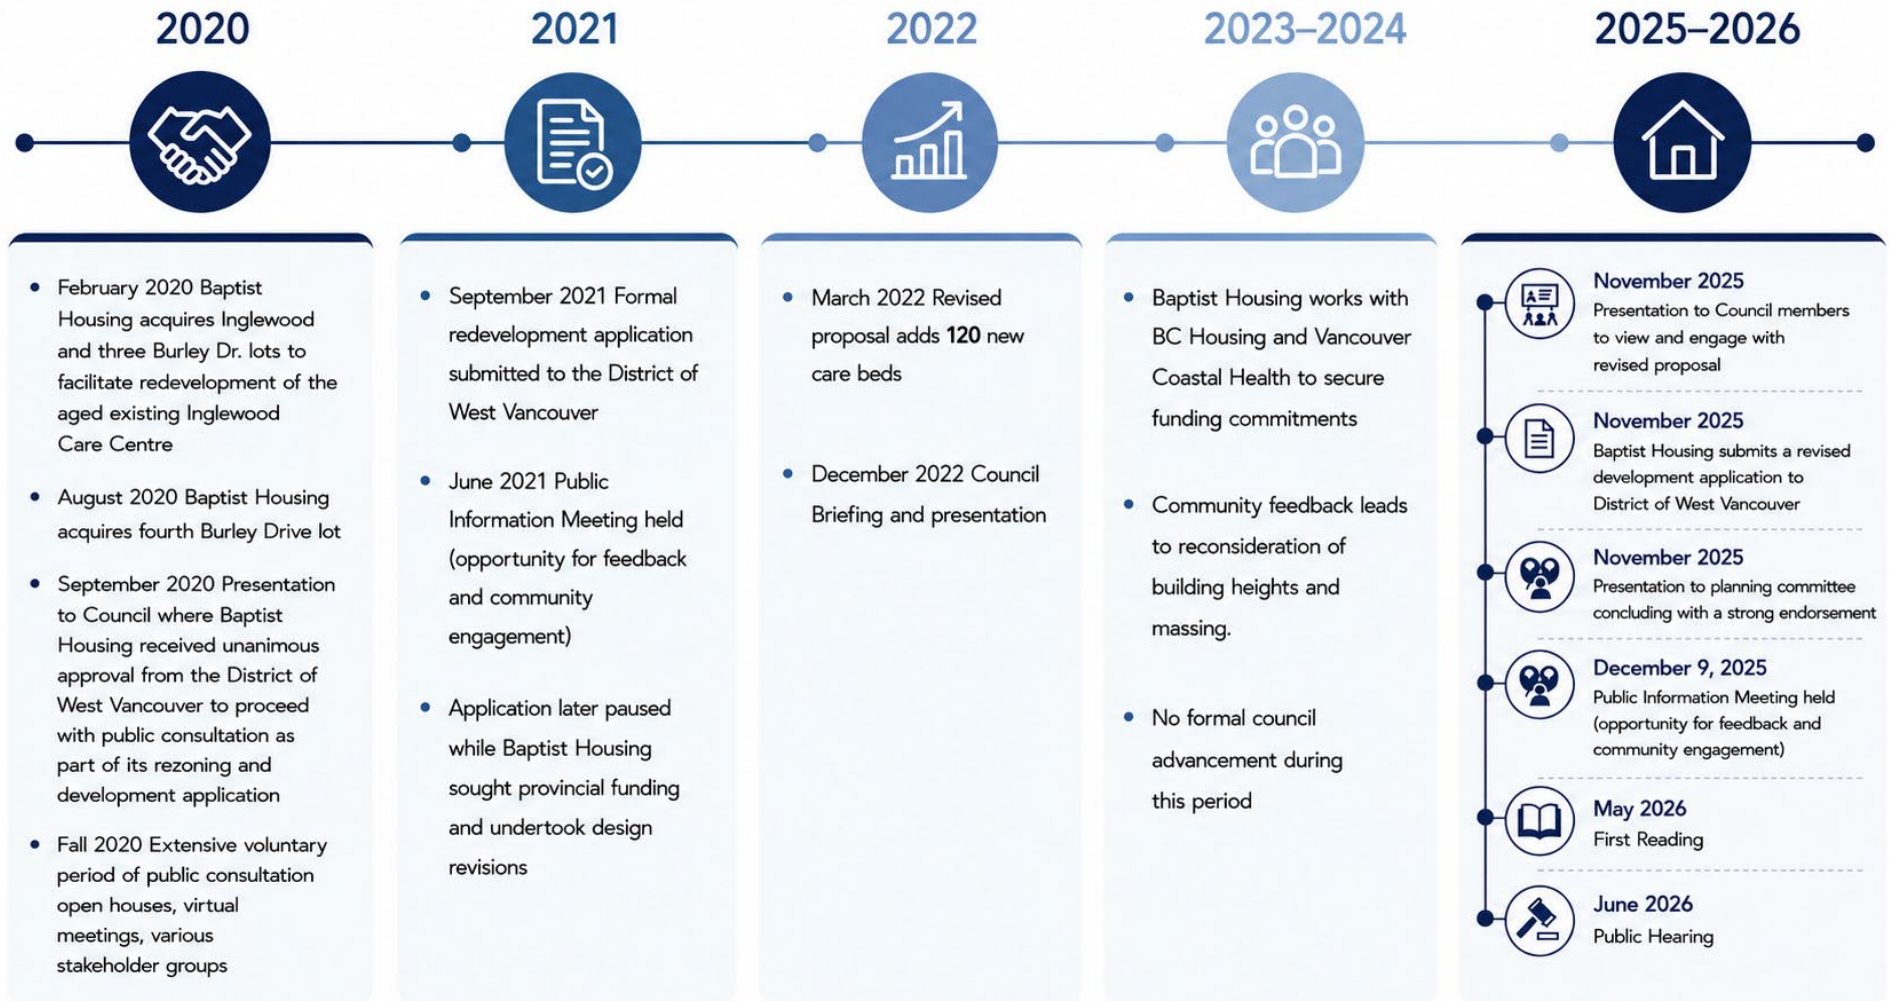 2020
February 2020 Baptist
Housing acquires Inglewood
and three Burley Dr. lots to
facilitate redevelopment of the
aged existing Inglewood
Care Centre
August 2020 Baptist Housing
acquires fourth Burley Drive lot
September 2020 Presentation
to Council where Baptist
Housing received unanimous
approval from the District of
West Vancouver to proceed
with public consultation as
part of its rezoning and
development application
Fall 2020 Extensive voluntary
period of public consultation
open houses, virtual
meetings, various
stakeholder groups
2021
September 2021 Formal
redevelopment application
submitted to the District of
West Vancouver
June 2021 Public
Information Meeting held
(opportunity for feedback
and community
engagement)
Application later paused
while Baptist Housing
sought provincial funding
and undertook design
revisions
2022
March 2022 Revised
proposal adds 120 new
care beds
December 2022 Council
Briefing and presentation
2023–2024
Baptist Housing works with
BC Housing and Vancouver
Coastal Health to secure
funding commitments
Community feedback leads
to reconsideration of
building heights and
massing.
No formal council
advancement during
this period
2025–2026
November 2025
Presentation to Council members
to view and engage with
revised proposal
November 2025
Baptist Housing submits a revised
development application to
District of West Vancouver
November 2025
Presentation to planning committee
concluding with a strong endorsement
December 9, 2025
Public Information Meeting held
(opportunity for feedback and
community engagement)
May 2026
First Reading
June 2026
Public Hearing